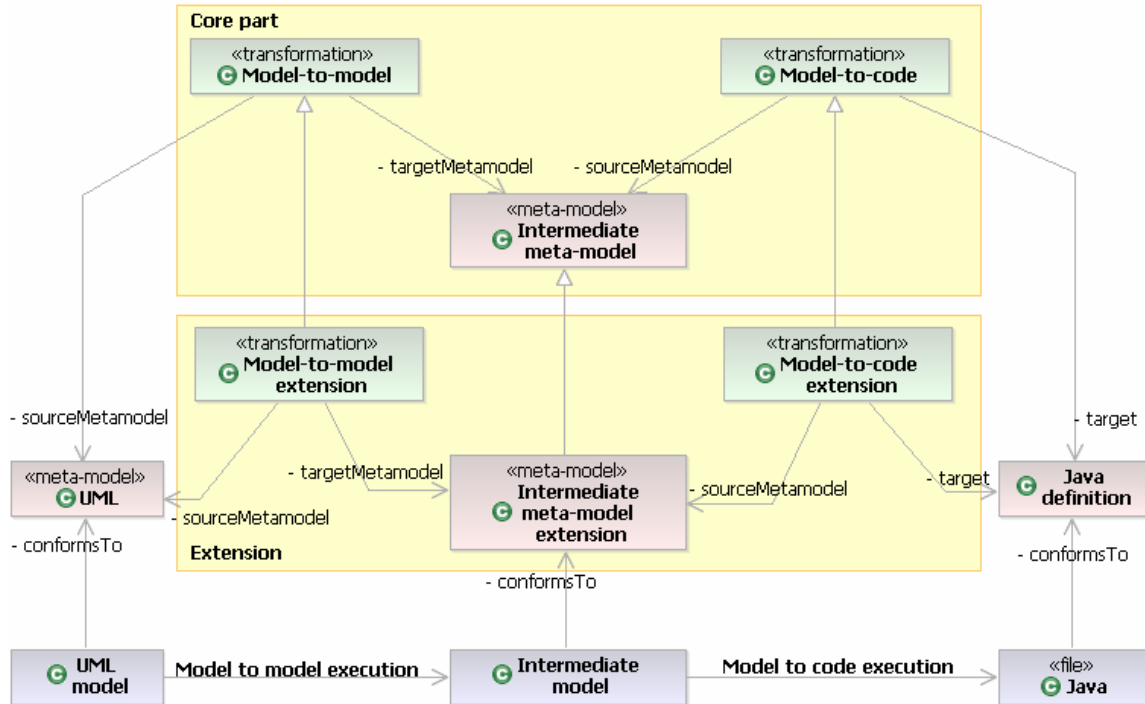 Core part
«transformation»
Model-to-model
«transformation»
Model-to-code
- targetMetamodel
- sourceMetamodel
«meta-model»
Intermediate
meta-model
«transformation»
Model-to-model
extension
«transformation»
Model-to-code
extension
- sourceMetamodel
- target
«meta-model»
UML
- targetMetamodel
«meta-model»
Intermediate
meta-model
extension
- sourceMetamodel
- target
Java
definition
- sourceMetamodel
Extension
- conformsTo
- conformsTo
- conformsTo
UML
model
Model to model execution
Intermediate
model
Model to code execution
«file»
Java